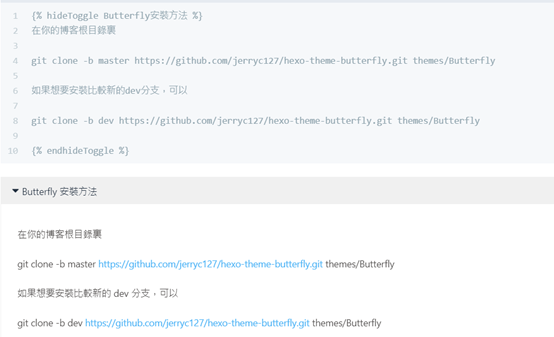 1 {% hideToggle Butterfly安裝方法 %}
2 在你的博客根目錄裏
3
4 git clone -b master https://github.com/jerryc127/hexo-theme-butterfly.git themes/Butterfly
5
6 如果想要安裝比較新的dev分支，可以
7
8 git clone -b dev https://github.com/jerryc127/hexo-theme-butterfly.git themes/Butterfly
9
10 {% endhideToggle %}
Butterfly 安裝方法
在你的博客根目錄裏
git clone -b master https://github.com/jerryc127/hexo-theme-butterfly.git themes/Butterfly
如果想要安裝比較新的 dev 分支，可以
git clone -b dev https://github.com/jerryc127/hexo-theme-butterfly.git themes/Butterfly